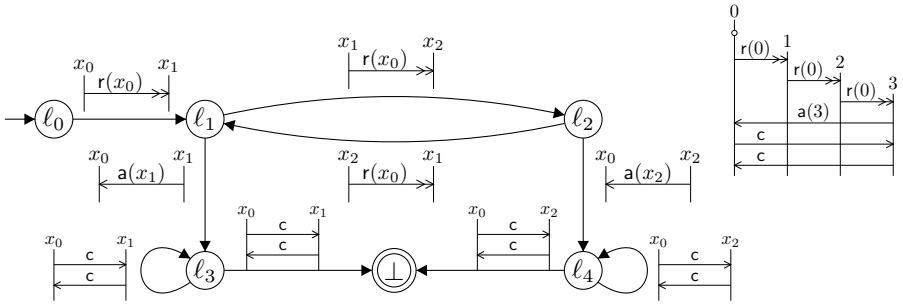 0
x₁ x₂
r(x₀)
x₀ x₁
r(x₀)
r(0) 1
r(0) 2
r(0) 3
a(3)
c
c
ℓ₀ ℓ₁ ℓ₂
x₀ x₁
a(x₁)
x₂ x₁
r(x₀)
x₀ x₂
a(x₂)
x₀ x₁
c
c
x₀ x₁
c
c
x₀ x₂
c
c
x₀ x₂
c
c
ℓ₃ ⊥ ℓ₄